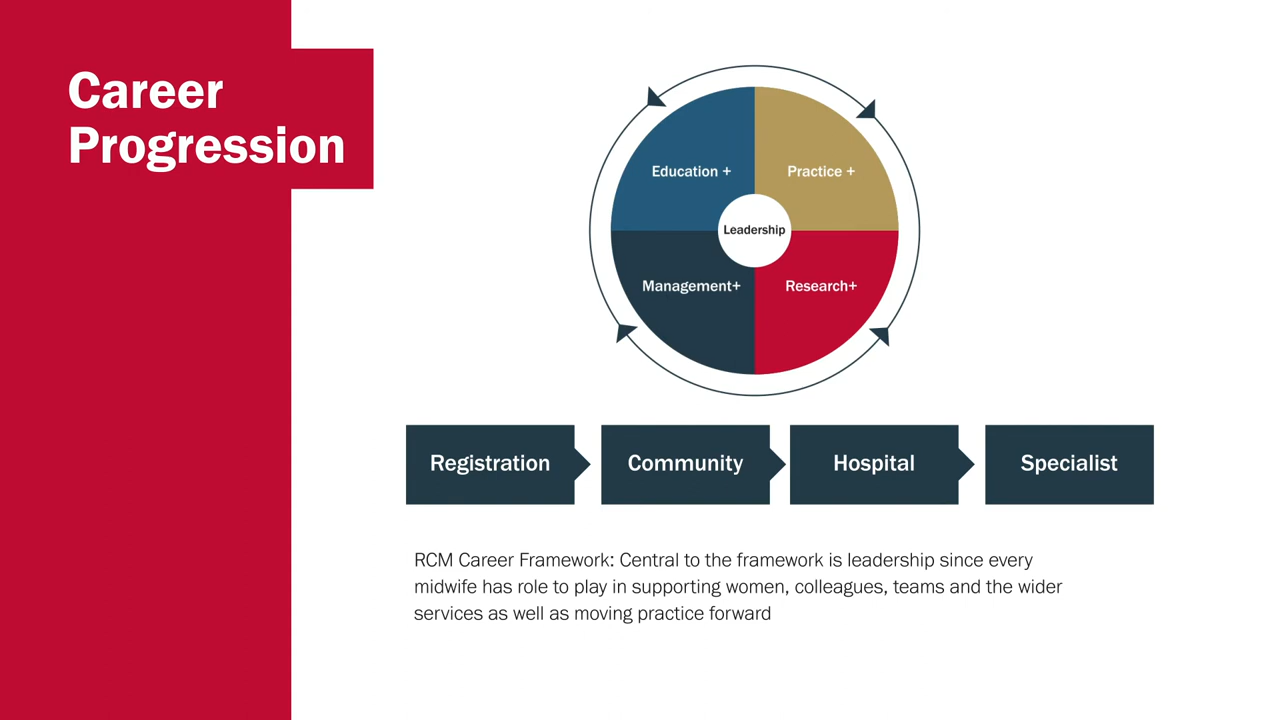 Career
Progression
Education +
Practice +
Leadership
Management+
Research+
Registration
Community
Hospital
Specialist
RCM Career Framework: Central to the framework is leadership since every
midwife has role to play in supporting women, colleagues, teams and the wider
services as well as moving practice forward